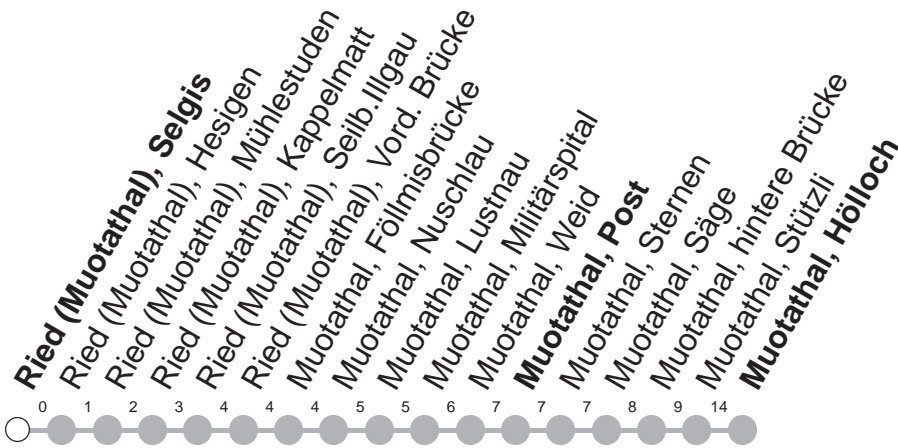 Ried (Muotathal), Selgis
Ried (Muotathal), Hesigen
Ried (Muotathal), Mühlestuden
Ried (Muotathal), Kappelmatt
Ried (Muotathal), Seilb.Illgau
Ried (Muotathal), Vord. Brücke
Muotathal, Föllmisbrücke
Muotathal, Nuschlau
Muotathal, Lustnau
Muotathal, Militärspital
Muotathal, Weid
Muotathal, Post
Muotathal, Sternen
Muotathal, Säge
Muotathal, hintere Brücke
Muotathal, Stützli
Muotathal, Hölloch
0 1 2 3 4 4 4 5 5 6 7 7 7 8 9 14